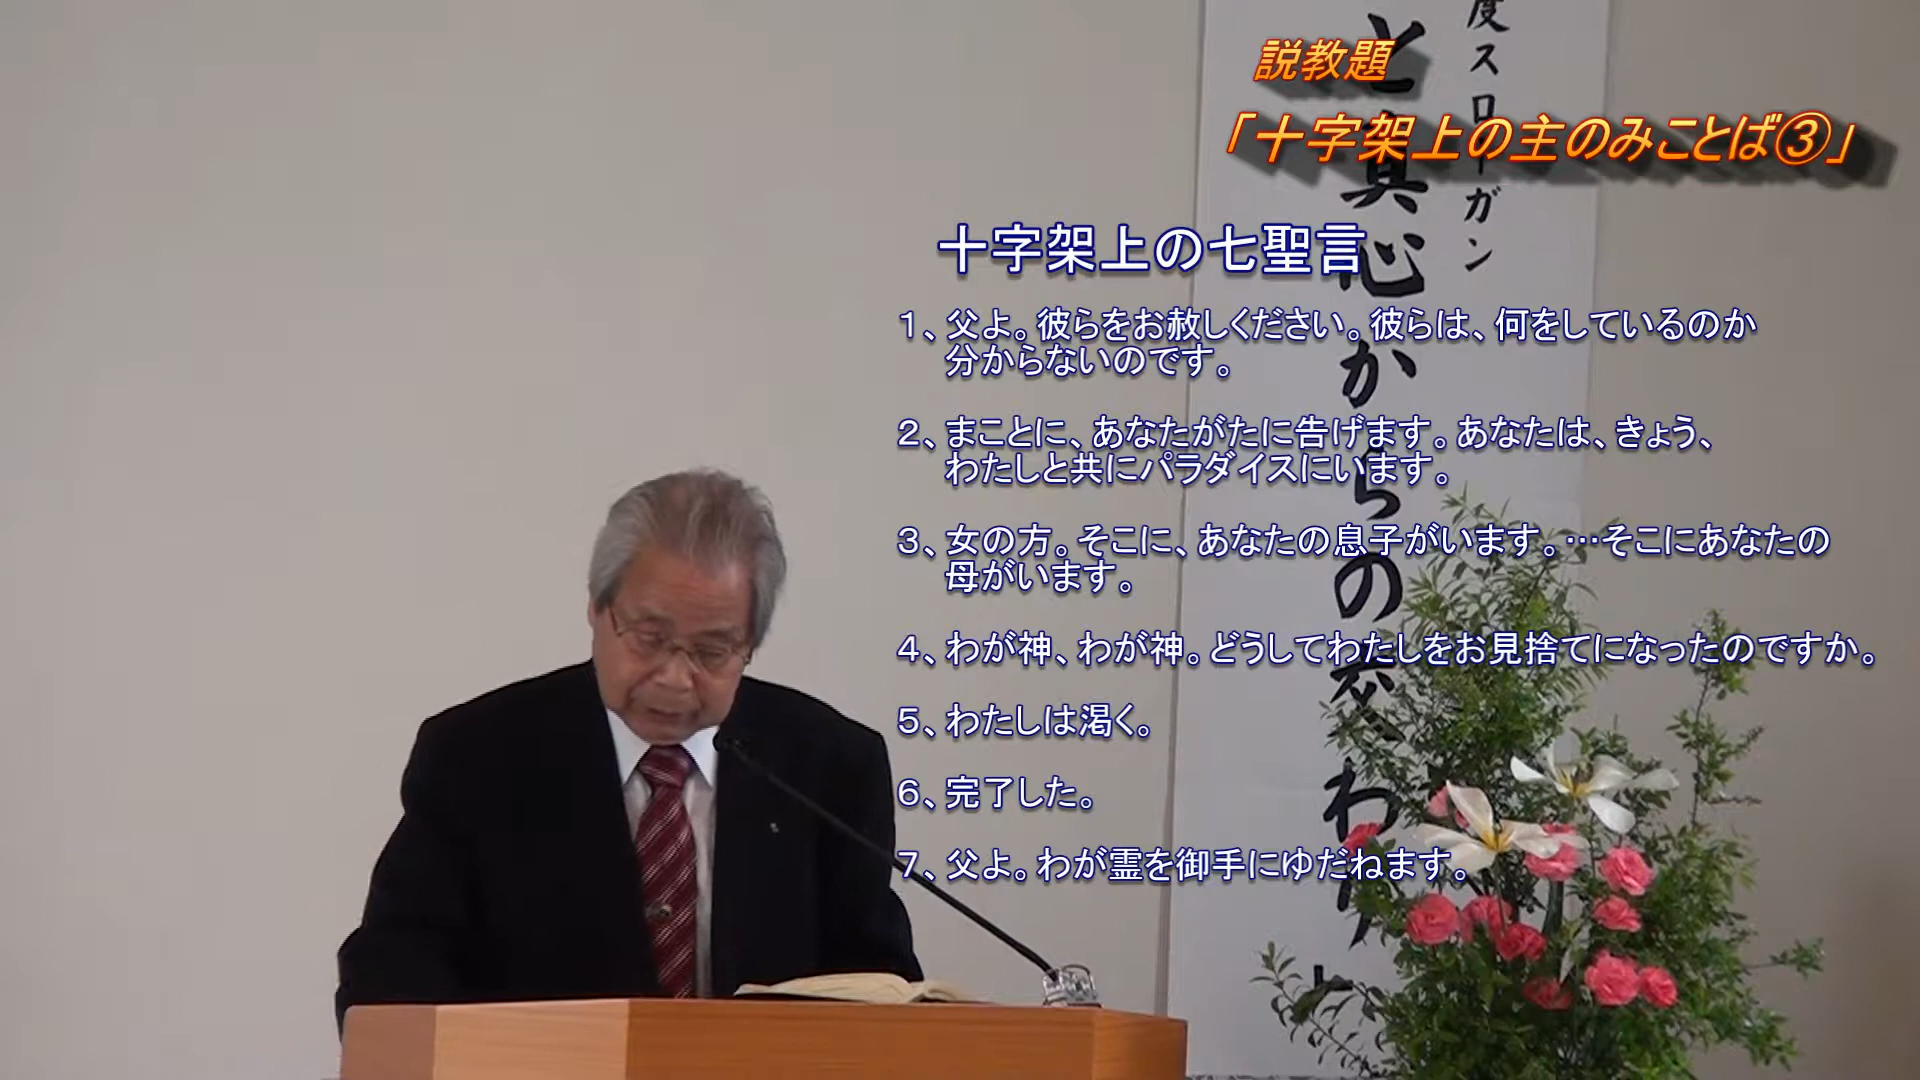 説教題
「十字架上の主のみことば③」
十字架上の七聖言
１、父よ。彼らをお赦しください。彼らは、何をしているのか
分からないのです。
２、まことに、あなたがたに告げます。あなたは、きょう、
わたしと共にパラダイスにいます。
３、女の方。そこに、あなたの息子がいます。…そこにあなたの
母がいます。
４、わが神、わが神。どうしてわたしをお見捨てになったのですか。
５、わたしは渇く。
６、完了した。
７、父よ。わが霊を御手にゆだねます。
度スローガン
と真心からの交わり